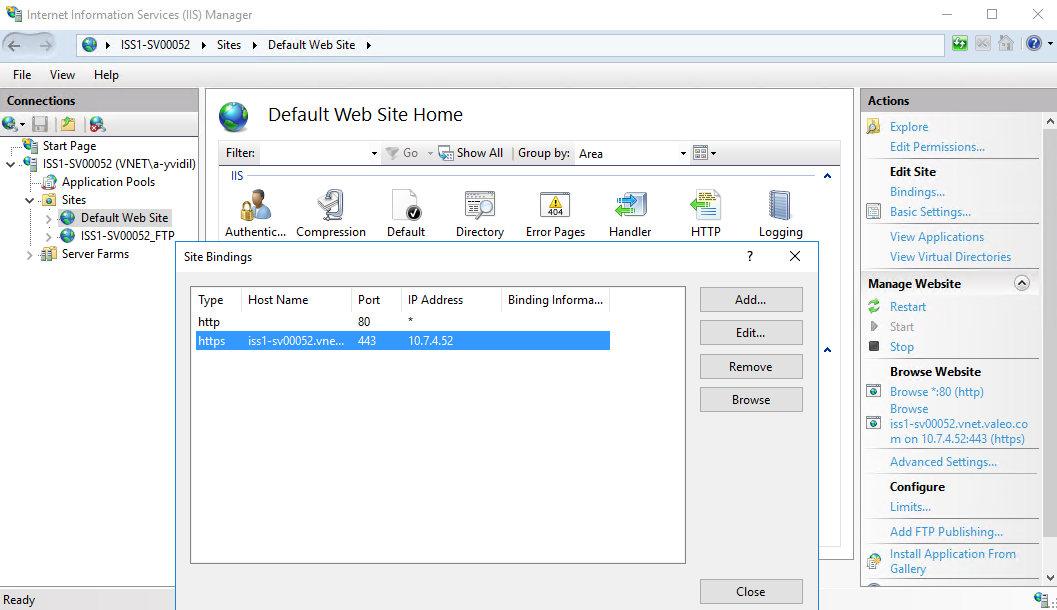 Internet Information Services (IIS) Manager
ISS1-SV00052 Sites Default Web Site
File View Help
Connections
Start Page
ISS1-SV00052 (VNET\a-yvidil)
Application Pools
Sites
Default Web Site
ISS1-SV00052_FTP
Server Farms
Default Web Site Home
Filter: Go Show All Group by: Area
IIS
Authentic... Compression Default Directory Error Pages Handler HTTP Logging
404
Site Bindings ?
Type Host Name Port IP Address Binding Informa...
http 80 *
https iss1-sv00052.vne... 443 10.7.4.52
Add...
Edit...
Remove
Browse
Close
Actions
Explore
Edit Permissions...
Edit Site
Bindings...
Basic Settings...
View Applications
View Virtual Directories
Manage Website
Restart
Start
Stop
Browse Website
Browse *:80 (http)
Browse
iss1-sv00052.vnet.valeo.co
m on 10.7.4.52:443 (https)
Advanced Settings...
Configure
Limits...
Add FTP Publishing...
Install Application From
Gallery
Ready